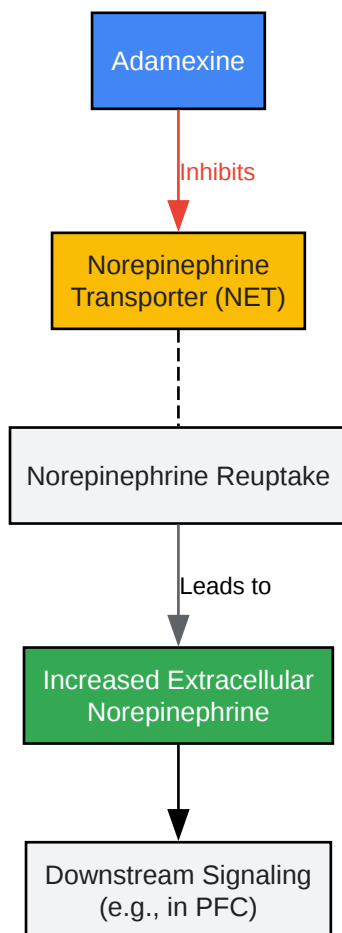 Adamexine
Inhibits
Norepinephrine
Transporter (NET)
Norepinephrine Reuptake
Leads to
Increased Extracellular
Norepinephrine
Downstream Signaling
(e.g., in PFC)